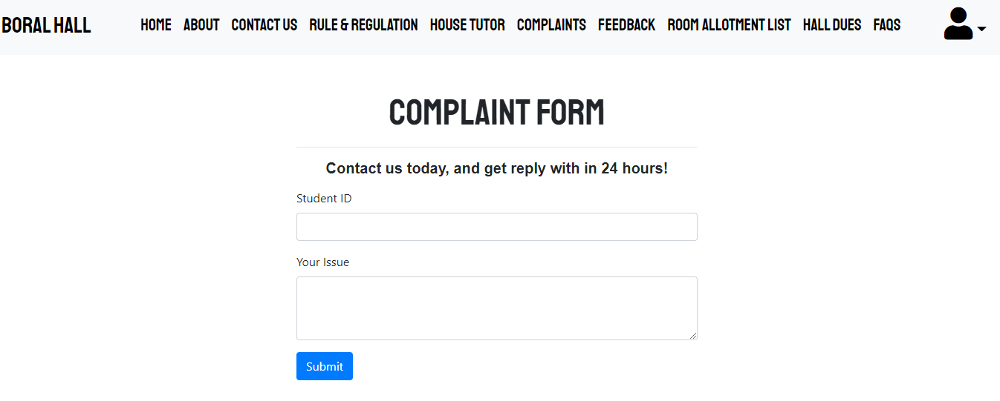 BORAL HALL HOME ABOUT CONTACT US RULE & REGULATION HOUSE TUTOR COMPLAINTS FEEDBACK ROOM ALLOTMENT LIST HALL DUES FAQS
COMPLAINT FORM
Contact us today, and get reply with in 24 hours!
Student ID
Your Issue
Submit